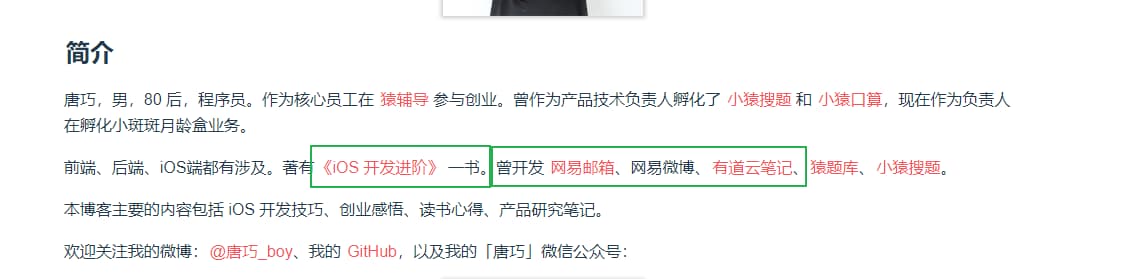 简介
唐巧，男，80 后，程序员。作为核心员工在 猿辅导 参与创业。曾作为产品技术负责人孵化了 小猿搜题 和 小猿口算，现在作为负责人
在孵化小斑斑月龄盒业务。
前端、后端、iOS端都有涉及。著有《iOS 开发进阶》 一书。曾开发 网易邮箱、网易微博、有道云笔记、猿题库、小猿搜题。
本博客主要的内容包括 iOS 开发技巧、创业感悟、读书心得、产品研究笔记。
欢迎关注我的微博：@唐巧_boy、我的 GitHub，以及我的「唐巧」微信公众号：